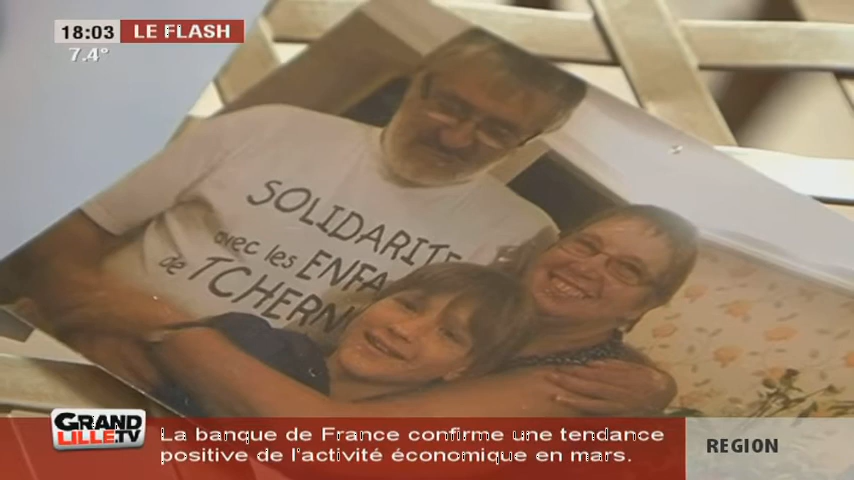 18:03 LE FLASH
7.4°
SOLIDARITE
avec les ENFA
de TCHERN
GRAND
LILLE.TV
La banque de France confirme une tendance
positive de l'activité économique en mars.
REGION